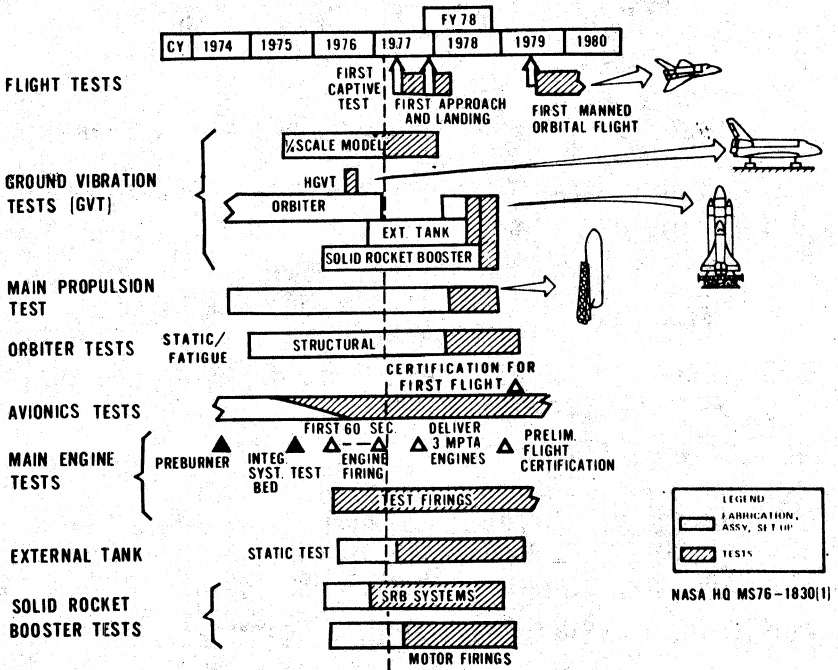 FY 78
CY 1974 1975 1976 1977 1978 1979 1980
FLIGHT TESTS
FIRST
CAPTIVE
TEST
FIRST APPROACH
AND LANDING
FIRST MANNED
ORBITAL FLIGHT
GROUND VIBRATION
TESTS (GVT)
¼ SCALE MODEL
HGVT
ORBITER
EXT. TANK
SOLID ROCKET BOOSTER
MAIN PROPULSION
TEST
ORBITER TESTS
STATIC/
FATIGUE
STRUCTURAL
CERTIFICATION FOR
FIRST FLIGHT
AVIONICS TESTS
MAIN ENGINE
TESTS
PREBURNER
INTEG.
SYST. TEST
BED
FIRST 60 SEC.
ENGINE
FIRING
DELIVER
3 MPTA
ENGINES
PRELIM.
FLIGHT
CERTIFICATION
TEST FIRINGS
EXTERNAL TANK
STATIC TEST
SOLID ROCKET
BOOSTER TESTS
SRB SYSTEMS
MOTOR FIRINGS
LEGEND
FABRICATION,
ASSY, SET UP
TESTS
NASA HQ MS76-1830(1)